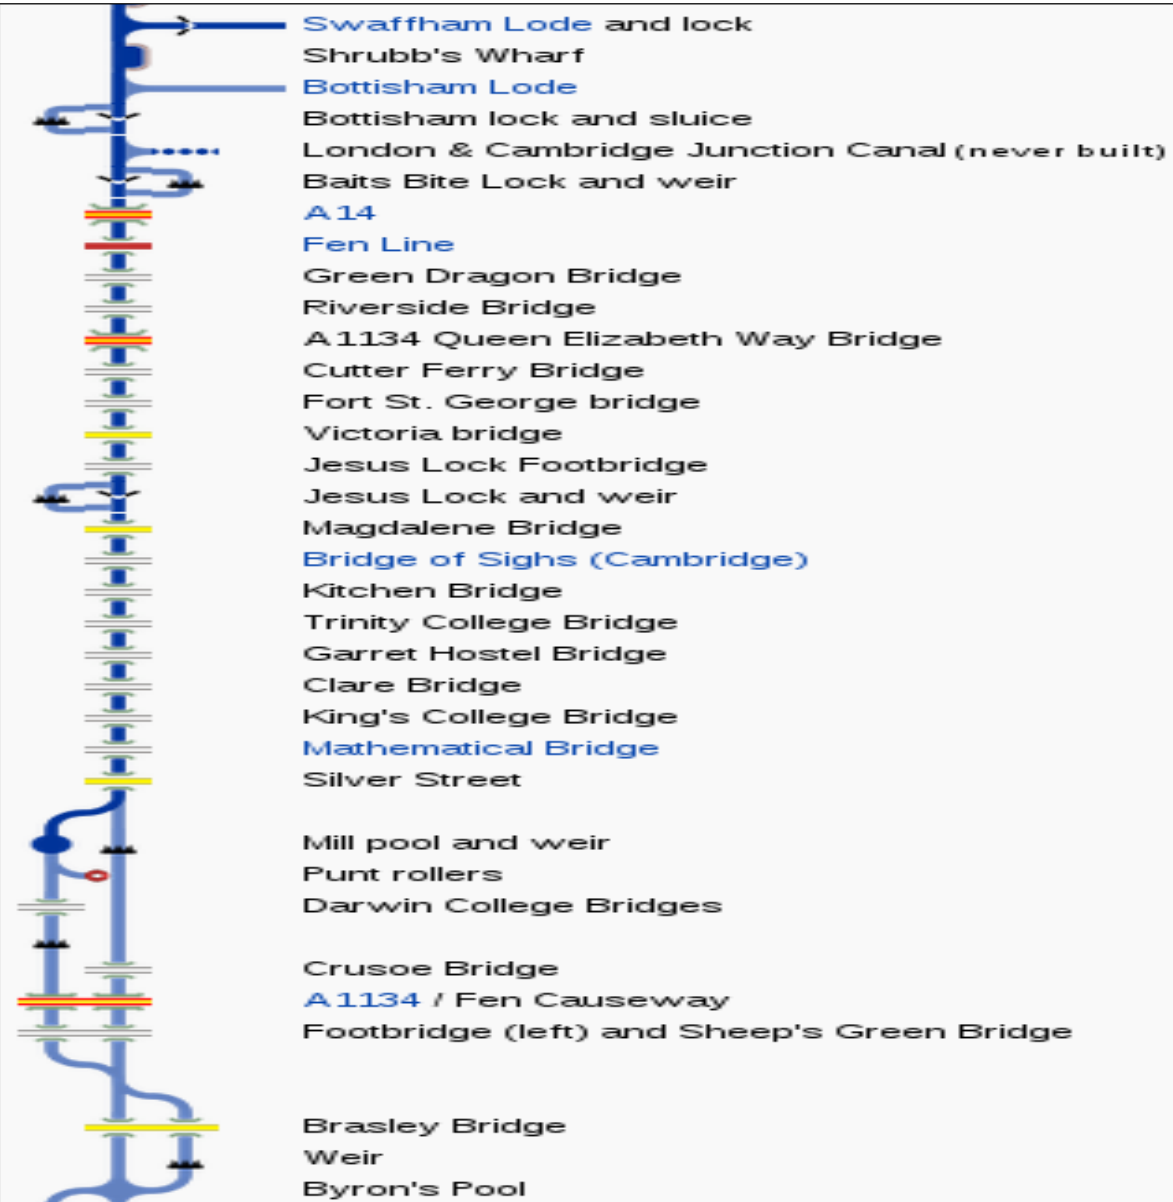 Swaffham Lode and lock
Shrubb's Wharf
Bottisham Lode
Bottisham lock and sluice
London & Cambridge Junction Canal (never built)
Baits Bite Lock and weir
A14
Fen Line
Green Dragon Bridge
Riverside Bridge
A1134 Queen Elizabeth Way Bridge
Cutter Ferry Bridge
Fort St. George bridge
Victoria bridge
Jesus Lock Footbridge
Jesus Lock and weir
Magdalene Bridge
Bridge of Sighs (Cambridge)
Kitchen Bridge
Trinity College Bridge
Garret Hostel Bridge
Clare Bridge
King's College Bridge
Mathematical Bridge
Silver Street
Mill pool and weir
Punt rollers
Darwin College Bridges
Crusoe Bridge
A1134 / Fen Causeway
Footbridge (left) and Sheep's Green Bridge
Brasley Bridge
Weir
Byron's Pool